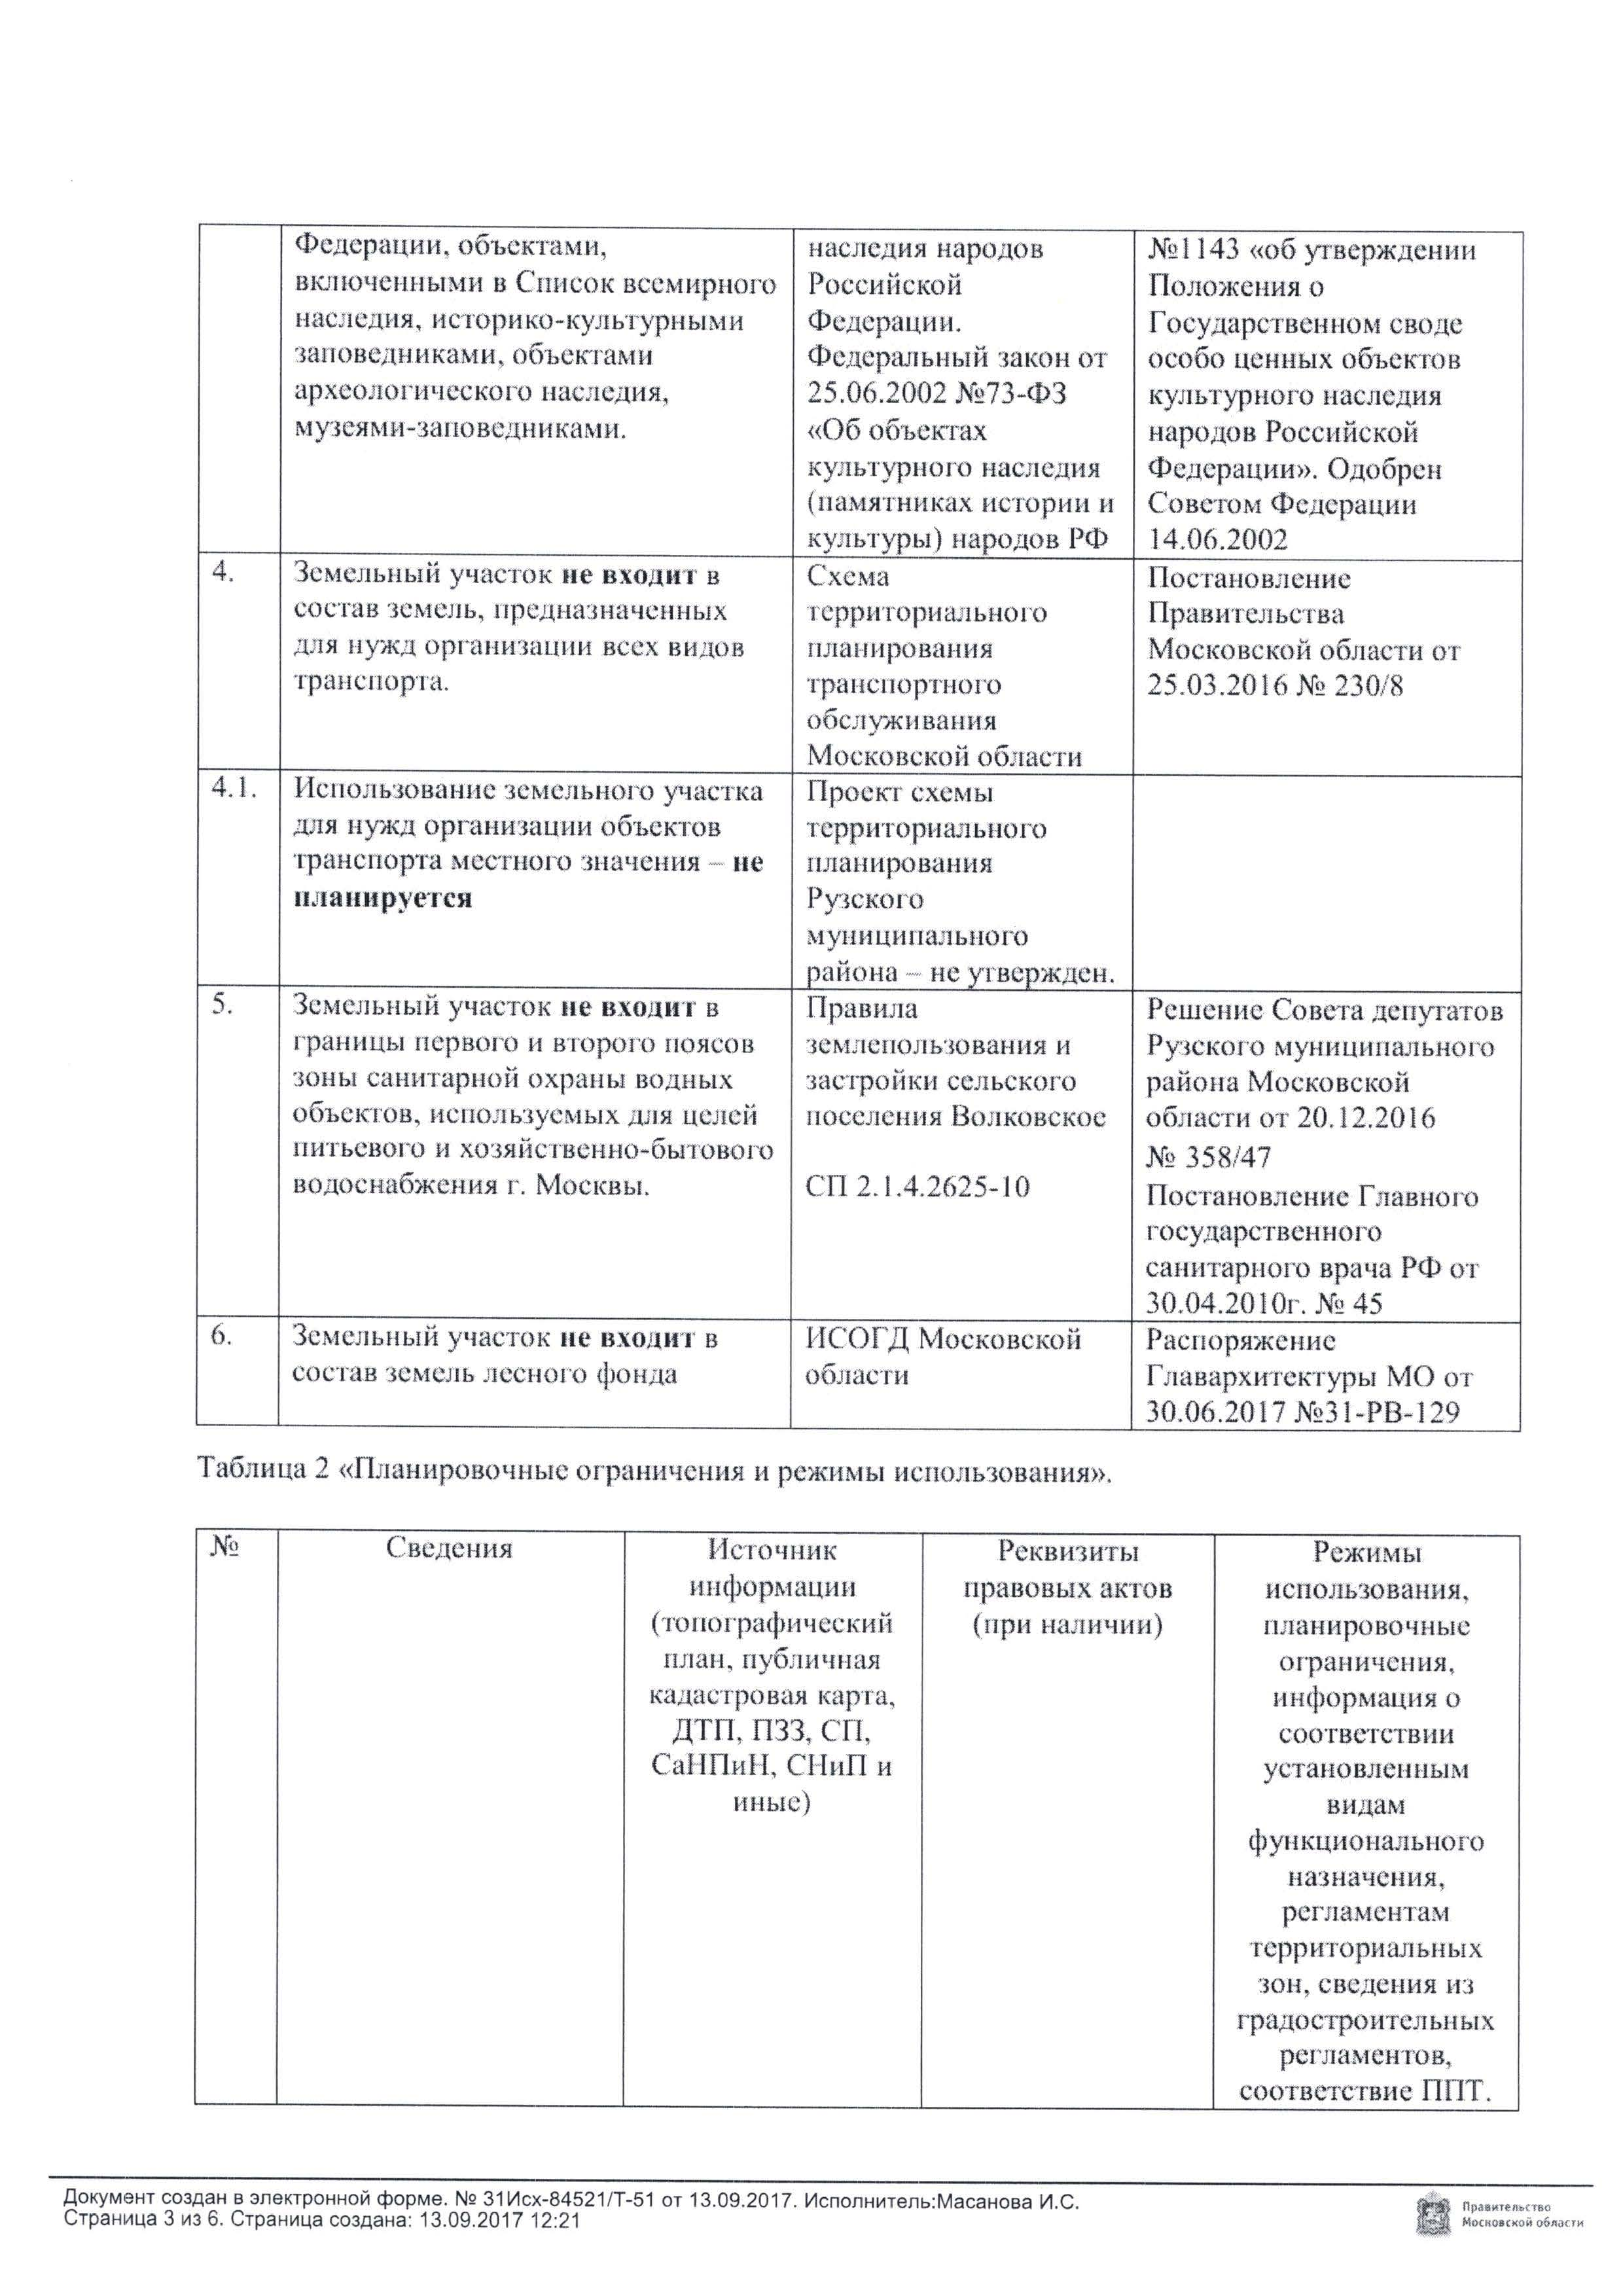 Федерации, объектами,
включенными в Список всемирного
наследия, историко-культурными
заповедниками, объектами
археологического наследия,
музеями-заповедниками.
наследия народов
Российской
Федерации.
Федеральный закон от
25.06.2002 №73-ФЗ
«Об объектах
культурного наследия
(памятниках истории и
культуры) народов РФ
№1143 «об утверждении
Положения о
Государственном своде
особо ценных объектов
культурного наследия
народов Российской
Федерации». Одобрен
Советом Федерации
14.06.2002
4.
Земельный участок не входит в
состав земель, предназначенных
для нужд организации всех видов
транспорта.
Схема
территориального
планирования
транспортного
обслуживания
Московской области
Постановление
Правительства
Московской области от
25.03.2016 № 230/8
4.1.
Использование земельного участка
для нужд организации объектов
транспорта местного значения – не
планируется
Проект схемы
территориального
планирования
Рузского
муниципального
района – не утвержден.
5.
Земельный участок не входит в
границы первого и второго поясов
зоны санитарной охраны водных
объектов, используемых для целей
питьевого и хозяйственно-бытового
водоснабжения г. Москвы.
Правила
землепользования и
застройки сельского
поселения Волковское
СП 2.1.4.2625-10
Решение Совета депутатов
Рузского муниципального
района Московской
области от 20.12.2016
№ 358/47
Постановление Главного
государственного
санитарного врача РФ от
30.04.2010г. № 45
6.
Земельный участок не входит в
состав земель лесного фонда
ИСОГД Московской
области
Распоряжение
Главархитектуры МО от
30.06.2017 №31-РВ-129
Таблица 2 «Планировочные ограничения и режимы использования».
№
Сведения
Источник
информации
(топографический
план, публичная
кадастровая карта,
ДТП, ПЗЗ, СП,
СаНПиН, СНиП и
иные)
Реквизиты
правовых актов
(при наличии)
Режимы
использования,
планировочные
ограничения,
информация о
соответствии
установленным
видам
функционального
назначения,
регламентам
территориальных
зон, сведения из
градостроительных
регламентов,
соответствие ППТ.
Документ создан в электронной форме. № 31Исх-84521/Т-51 от 13.09.2017. Исполнитель:Масанова И.С.
Страница 3 из 6. Страница создана: 13.09.2017 12:21
Правительство
Московской области